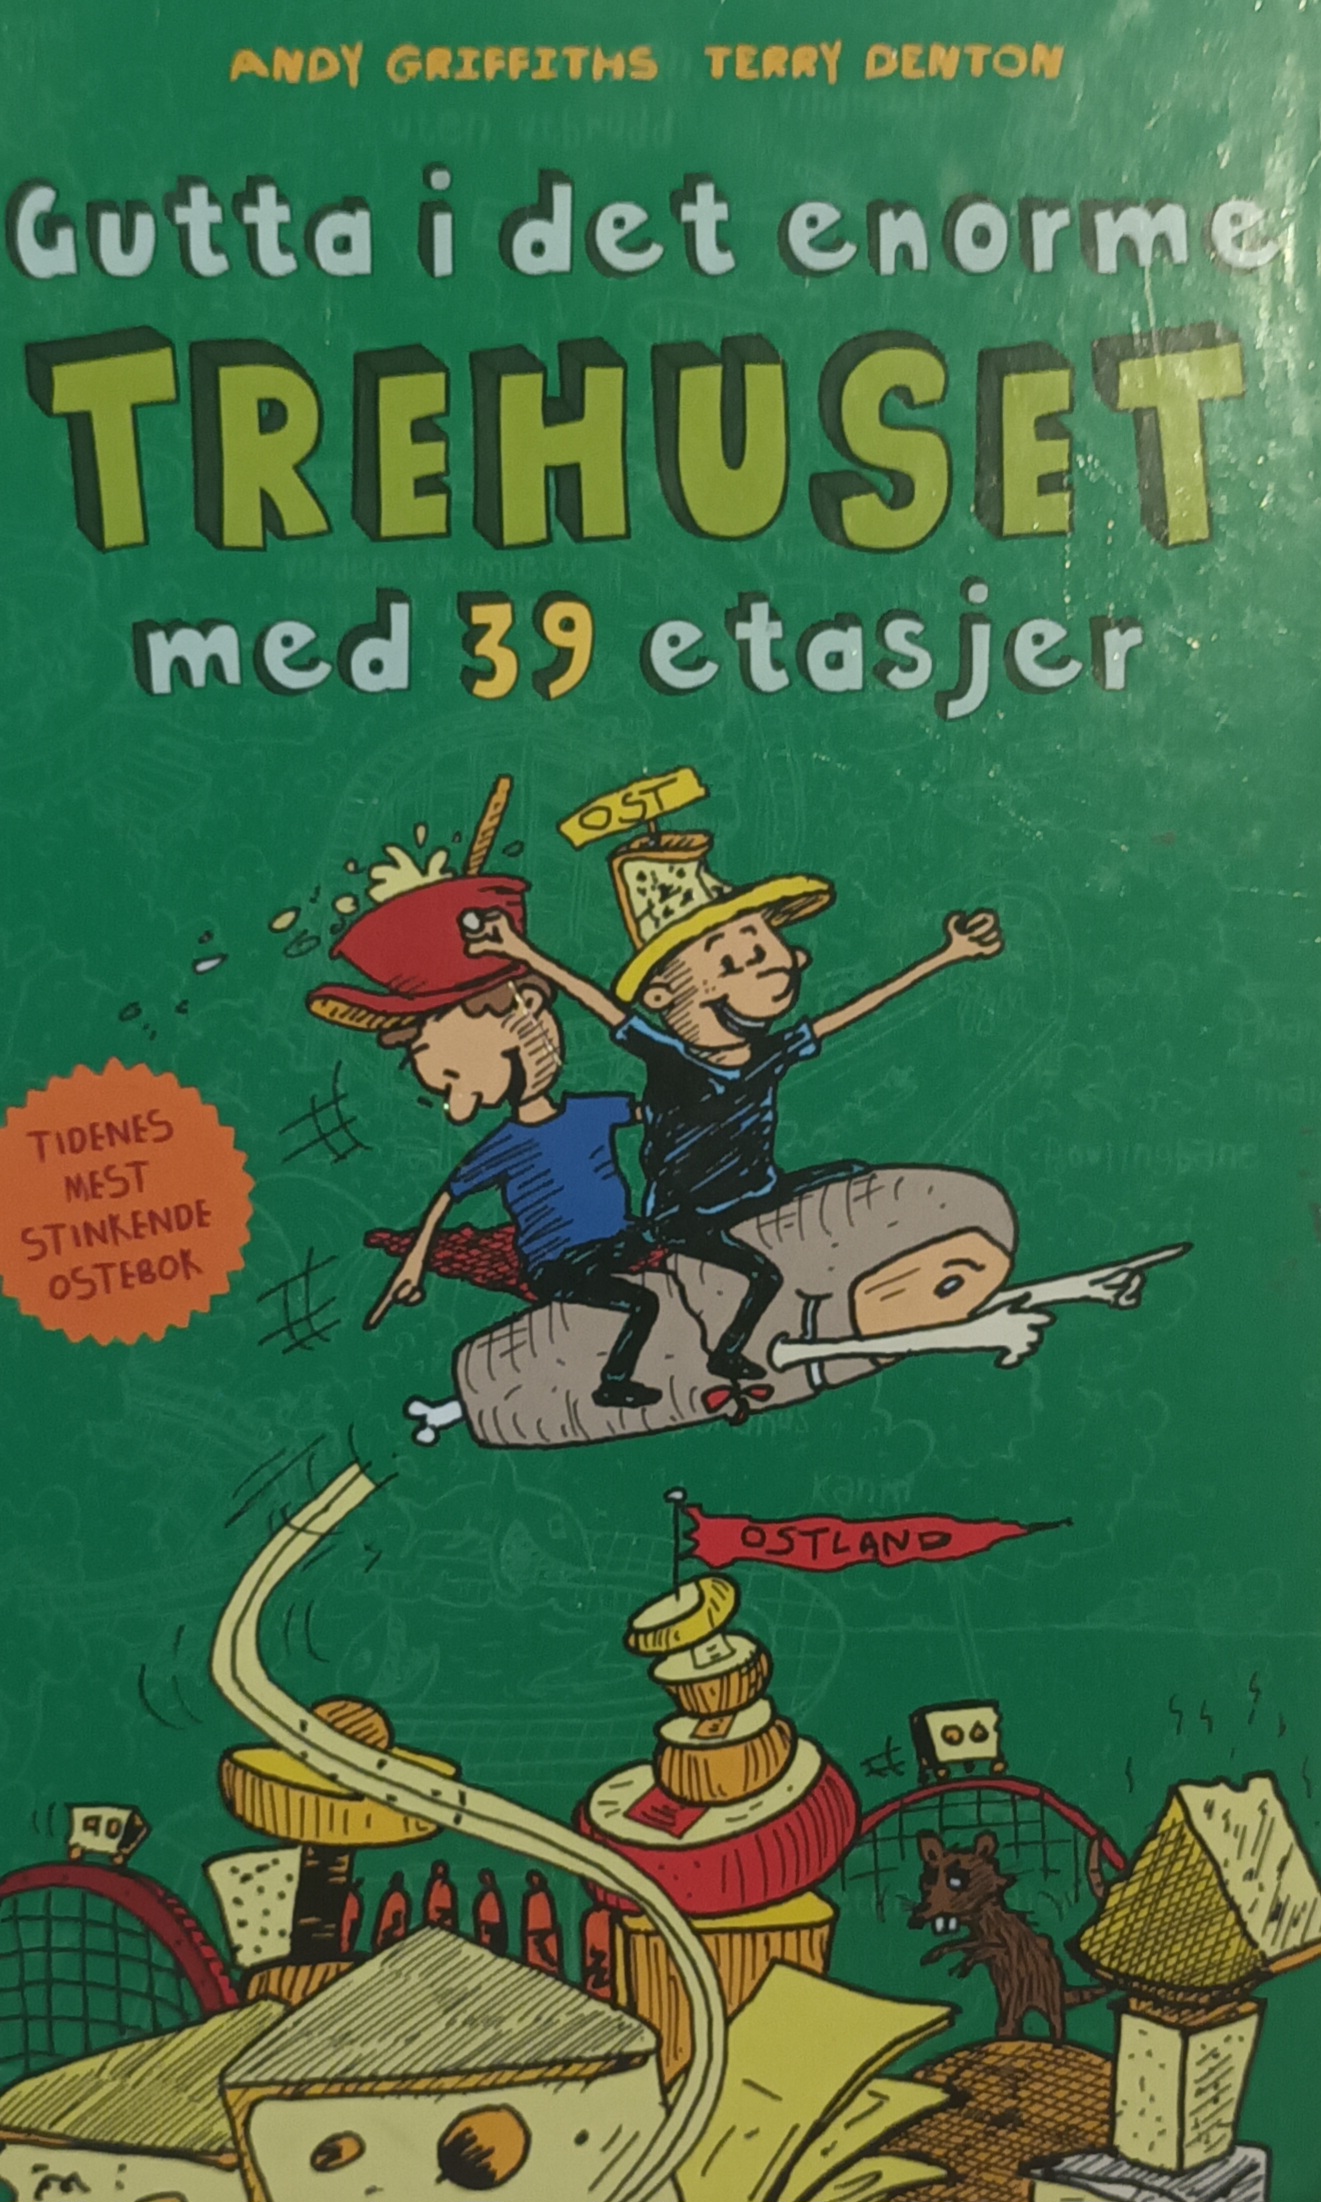 ANDY GRIFFITHS TERRY DENTON
Gutta i det enorme
TREHUSET
med 39 etasjer
OST
TIDENES
MEST
STINKENDE
OSTEBOK
OSTLAND